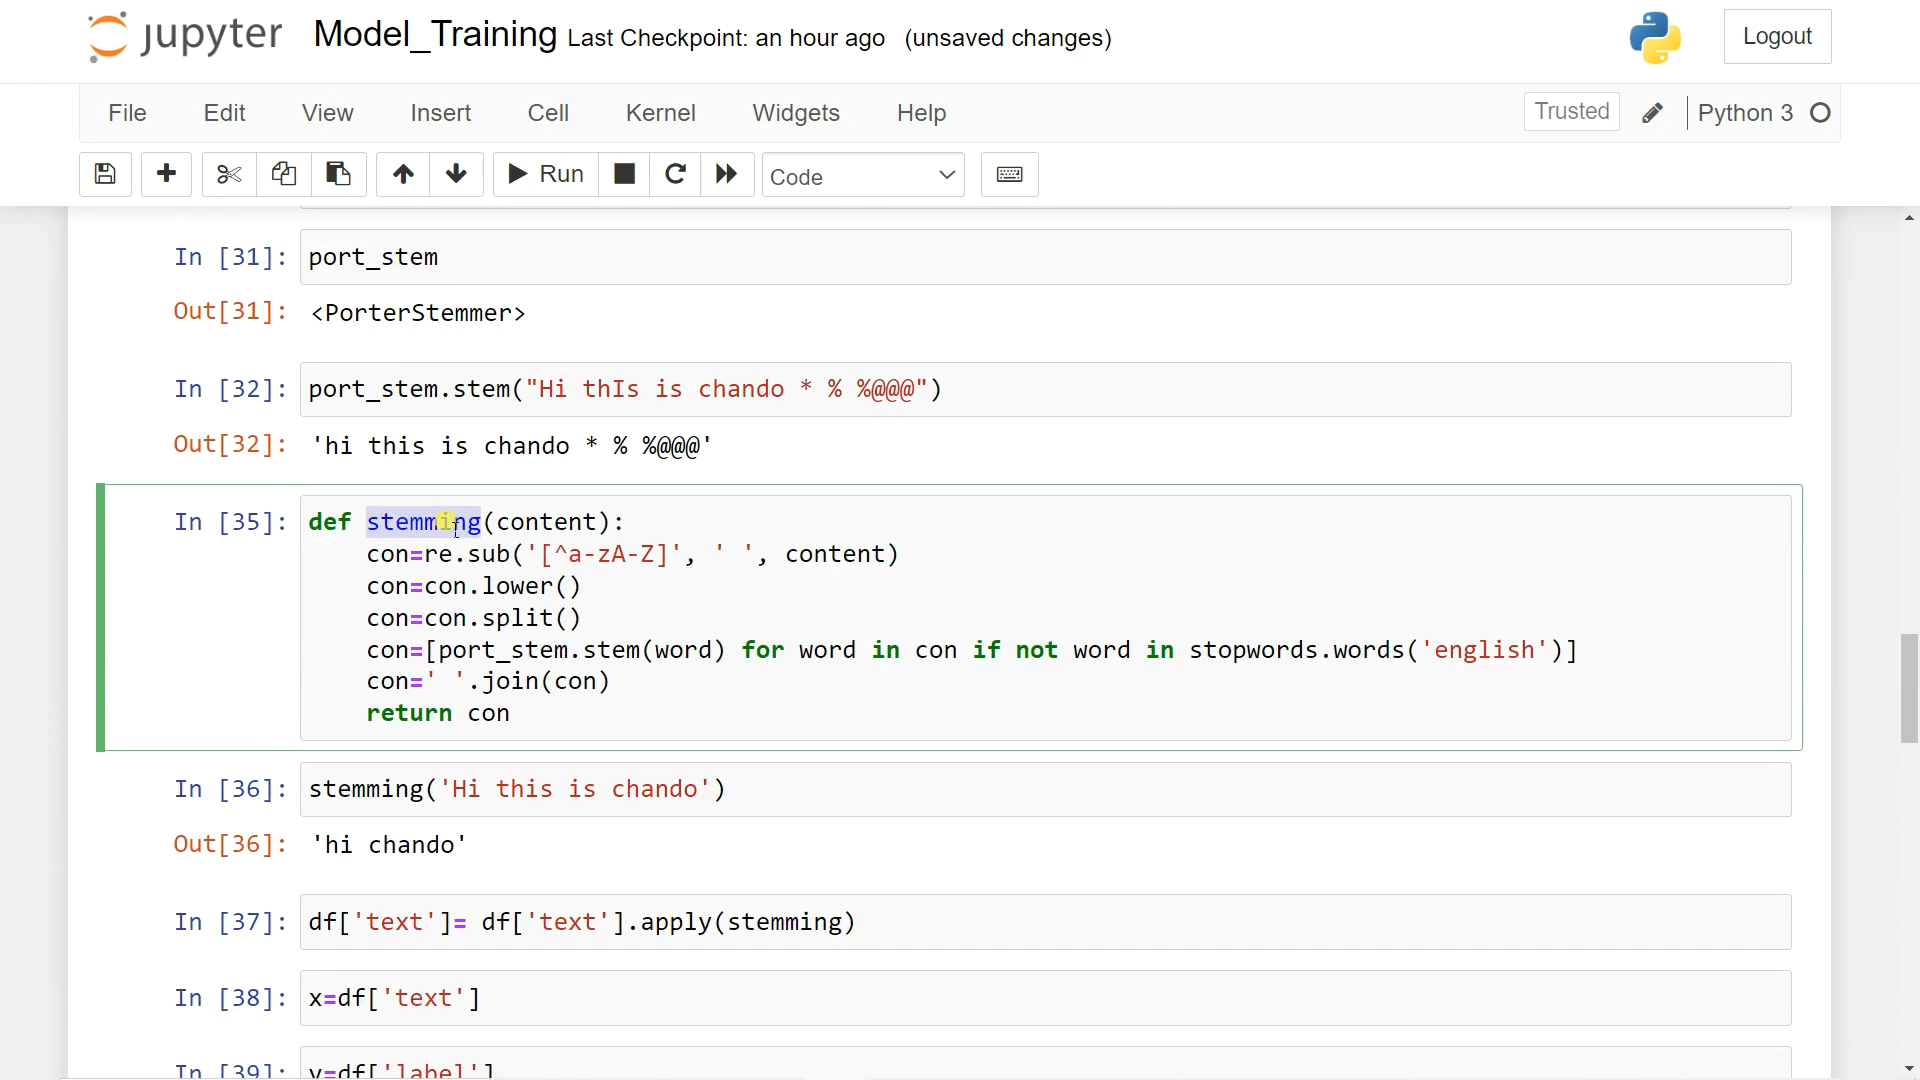 jupyter Model_Training Last Checkpoint: an hour ago (unsaved changes) Logout
File Edit View Insert Cell Kernel Widgets Help Trusted Python 3
Run Code
In [31]: port_stem
Out[31]: <PorterStemmer>
In [32]: port_stem.stem("Hi thIs is chando * % %@@@")
Out[32]: 'hi this is chando * % %@@@'
In [35]: def stemming(content):
con=re.sub('[^a-zA-Z]', ' ', content)
con=con.lower()
con=con.split()
con=[port_stem.stem(word) for word in con if not word in stopwords.words('english')]
con=' '.join(con)
return con
In [36]: stemming('Hi this is chando')
Out[36]: 'hi chando'
In [37]: df['text']= df['text'].apply(stemming)
In [38]: x=df['text']
In [39]: y=df['label']